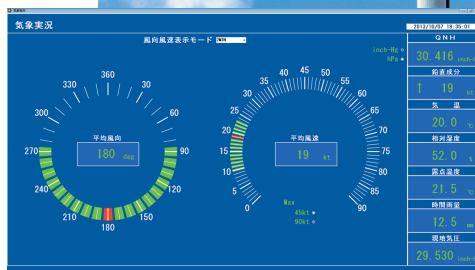 気象実況
2013/10/07 18:35:01
風向風速表示モード 2MIN
inch-Hg
hPa
QNH
30.416 inch-H
鉛直成分
↑ 19 kt
気 温
20.0 ℃
相対湿度
52.0 %
露点温度
21.5 ℃
時間雨量
12.5 mm
現地気圧
29.530 inch-H
360
330 30
300 60
270 90
240 120
210 150
180
平均風向
180 deg
45
40 50
35 55
30 60
25 65
20 70
15 75
10 80
5 85
0 90
平均風速
19 kt
Max
45kt
90kt